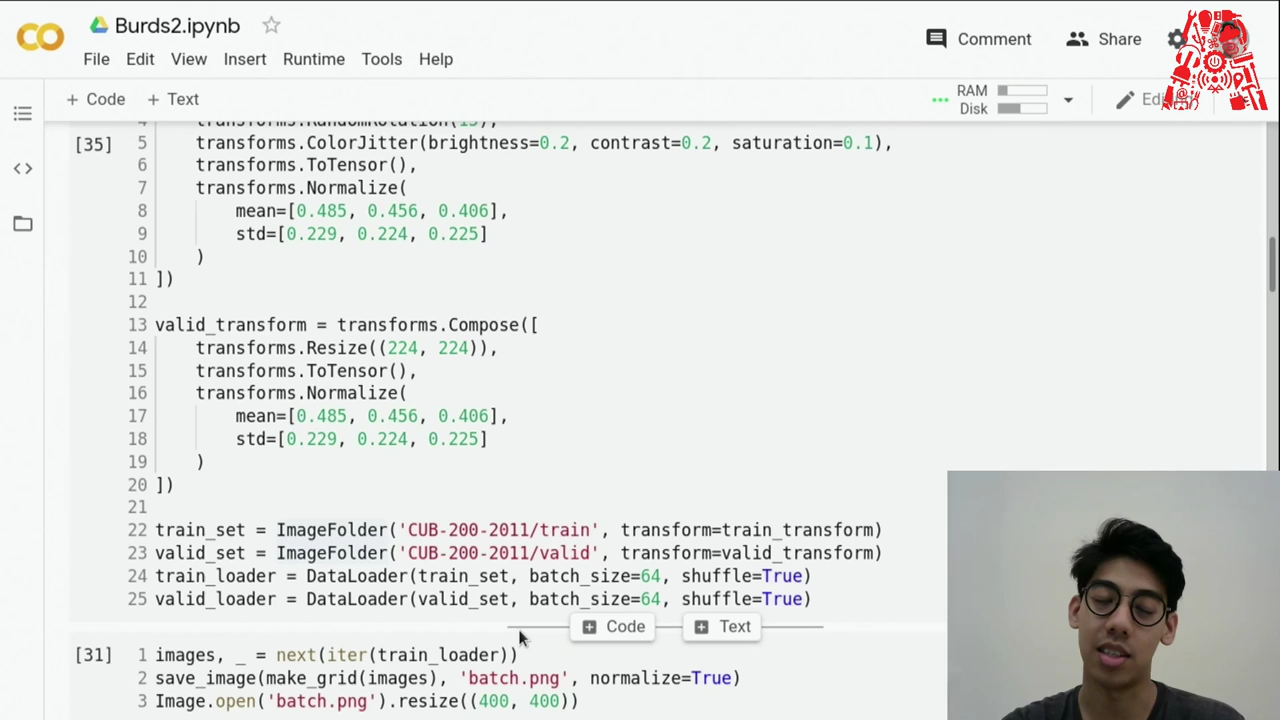 CO
Burds2.ipynb
Comment
Share
File Edit View Insert Runtime Tools Help
+ Code + Text
RAM
Disk
[35]
4 transforms.RandomRotation(15),
5 transforms.ColorJitter(brightness=0.2, contrast=0.2, saturation=0.1),
6 transforms.ToTensor(),
7 transforms.Normalize(
8 mean=[0.485, 0.456, 0.406],
9 std=[0.229, 0.224, 0.225]
10 )
11 ])
12
13 valid_transform = transforms.Compose([
14 transforms.Resize((224, 224)),
15 transforms.ToTensor(),
16 transforms.Normalize(
17 mean=[0.485, 0.456, 0.406],
18 std=[0.229, 0.224, 0.225]
19 )
20 ])
21
22 train_set = ImageFolder('CUB-200-2011/train', transform=train_transform)
23 valid_set = ImageFolder('CUB-200-2011/valid', transform=valid_transform)
24 train_loader = DataLoader(train_set, batch_size=64, shuffle=True)
25 valid_loader = DataLoader(valid_set, batch_size=64, shuffle=True)
Code Text
[31] 1 images, _ = next(iter(train_loader))
2 save_image(make_grid(images), 'batch.png', normalize=True)
3 Image.open('batch.png').resize((400, 400))